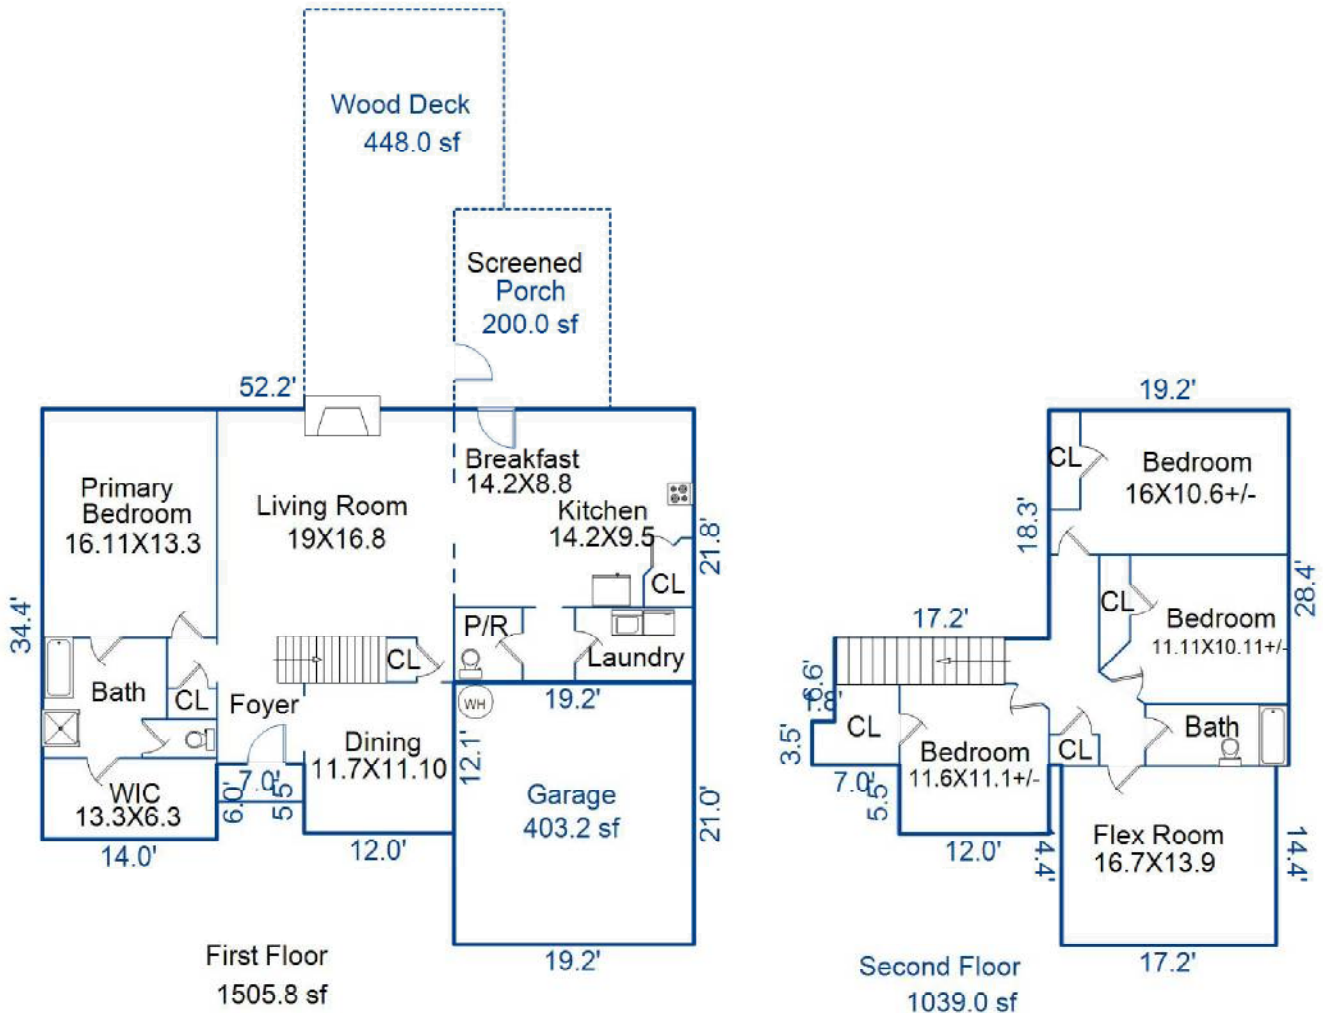 Wood Deck
448.0 sf
Screened
Porch
200.0 sf
52.2'
Primary
Bedroom
16.11X13.3
Living Room
19X16.8
Breakfast
14.2X8.8
Kitchen
14.2X9.5
21.8'
CL
34.4'
P/R
Laundry
CL
Bath
CL
Foyer
WH
19.2'
Dining
11.7X11.10
12.1'
7.0'
6.0'
5.5'
WIC
13.3X6.3
14.0'
12.0'
Garage
403.2 sf
21.0'
19.2'
First Floor
1505.8 sf
19.2'
CL
Bedroom
16X10.6+/-
18.3'
28.4'
CL
Bedroom
11.11X10.11+/-
17.2'
6.6'
1.8'
3.5'
CL
Bedroom
11.6X11.1+/-
CL
Bath
7.0'
5.5'
12.0'
4.4'
Flex Room
16.7X13.9
14.4'
17.2'
Second Floor
1039.0 sf